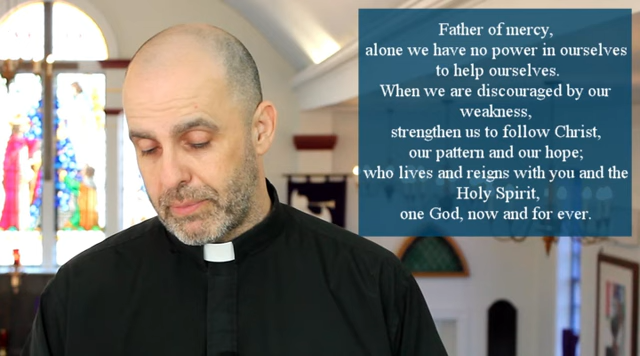 Father of mercy,
alone we have no power in ourselves
to help ourselves.
When we are discouraged by our
weakness,
strengthen us to follow Christ,
our pattern and our hope;
who lives and reigns with you and the
Holy Spirit,
one God, now and for ever.